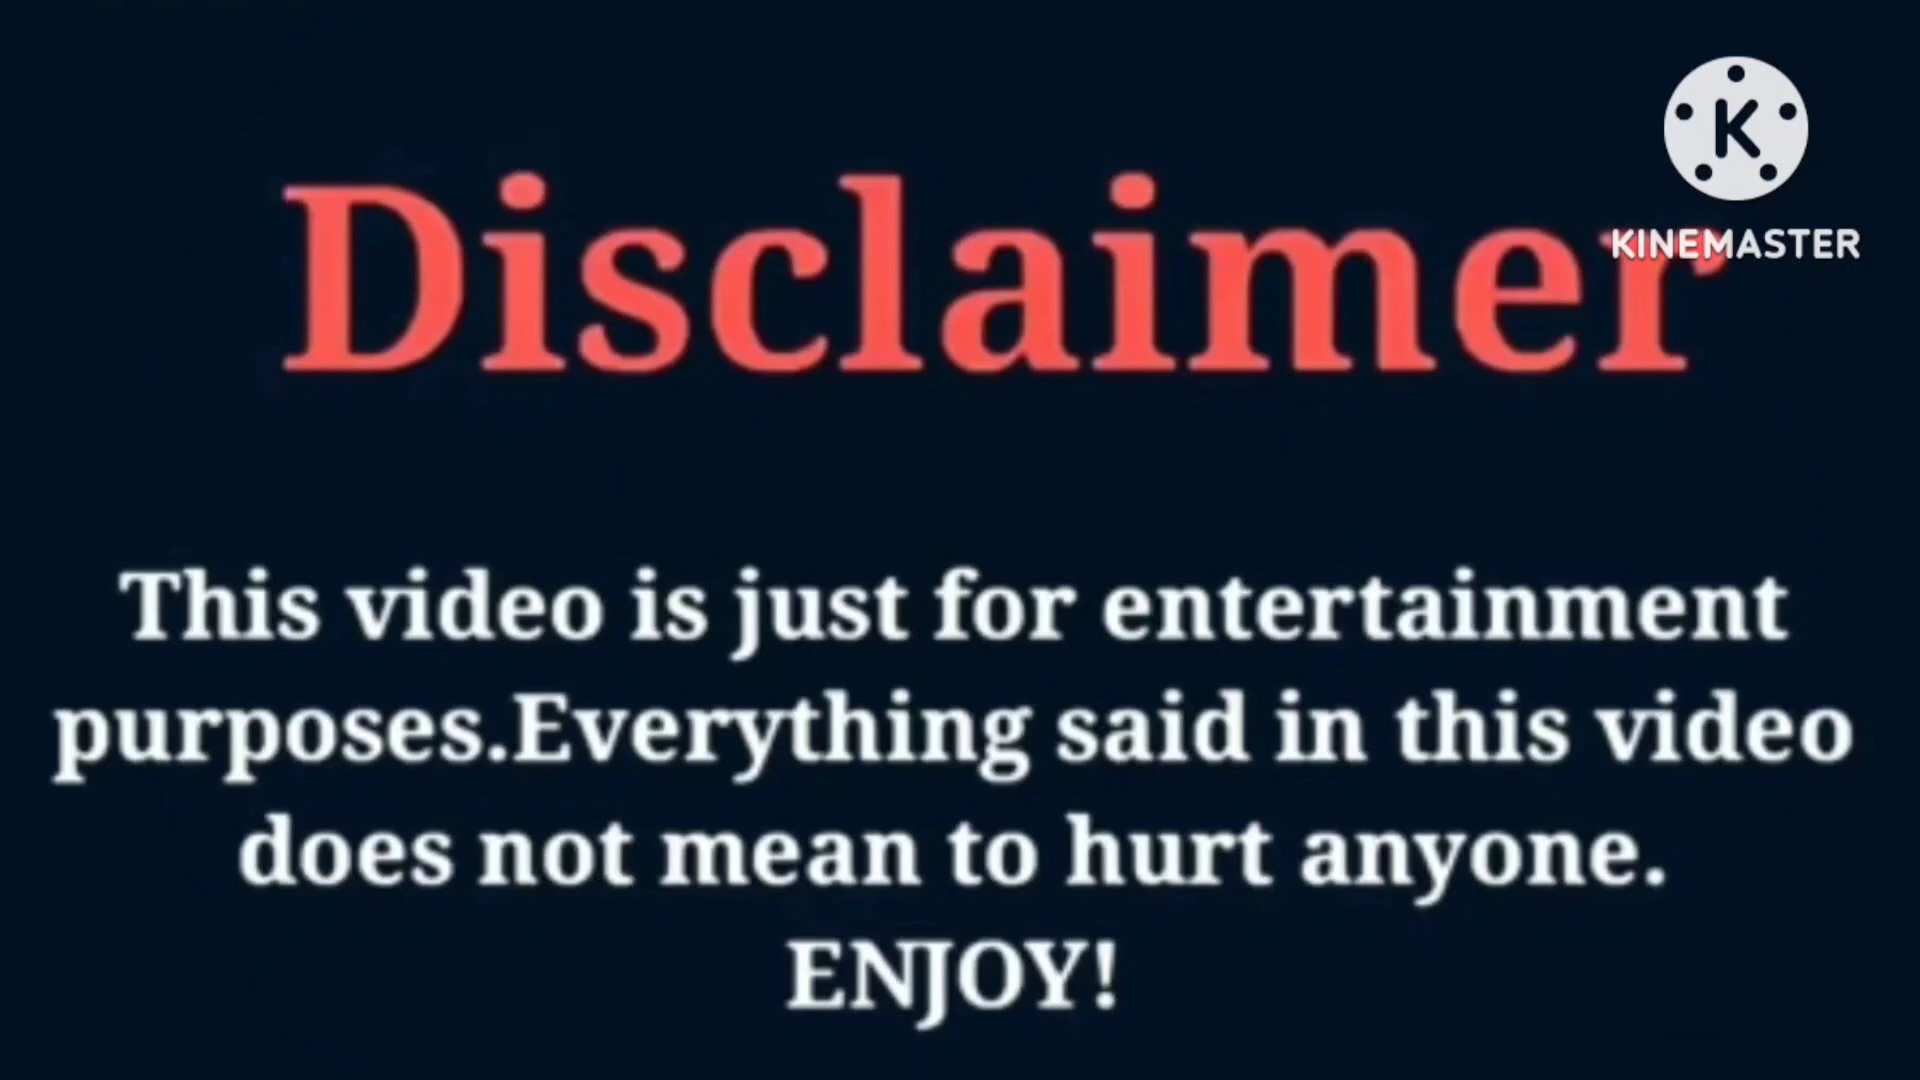 K
KINEMASTER
Disclaimer
This video is just for entertainment
purposes.Everything said in this video
does not mean to hurt anyone.
ENJOY!